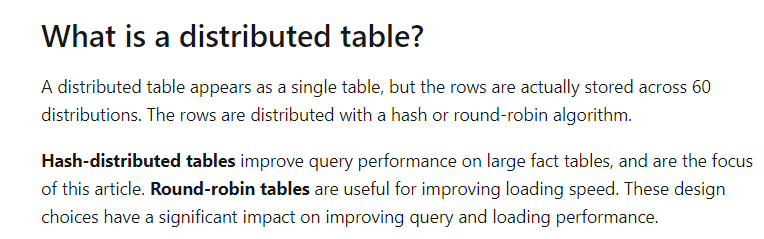 What is a distributed table?
A distributed table appears as a single table, but the rows are actually stored across 60
distributions. The rows are distributed with a hash or round-robin algorithm.
Hash-distributed tables improve query performance on large fact tables, and are the focus
of this article. Round-robin tables are useful for improving loading speed. These design
choices have a significant impact on improving query and loading performance.